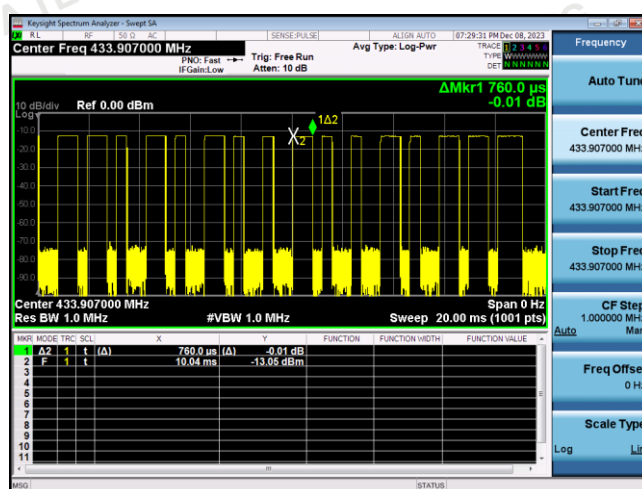 Keysight Spectrum Analyzer - Swept SA
RL RF 50 Ω AC SENSE:PULSE ALIGN AUTO 07:29:31 PM Dec 08, 2023
Center Freq 433.907000 MHz Avg Type: Log-Pwr TRACE 1 2 3 4 5 6
PNO: Fast Trig: Free Run TYPE WWWWWW
IFGain:Low Atten: 10 dB DET N N N N N N
ΔMkr1 760.0 µs
10 dB/div Ref 0.00 dBm -0.01 dB
Log
1Δ2
-10.0
2
-20.0
-30.0
-40.0
-50.0
-60.0
-70.0
-80.0
-90.0
Center 433.907000 MHz Span 0 Hz
Res BW 1.0 MHz #VBW 1.0 MHz Sweep 20.00 ms (1001 pts)
MKR MODE TRC SCL X Y FUNCTION FUNCTION WIDTH FUNCTION VALUE
1 Δ2 1 t (Δ) 760.0 µs (Δ) -0.01 dB
2 F 1 t 10.04 ms -13.05 dBm
3
4
5
6
7
8
9
10
11
MSG STATUS
Frequency
Auto Tune
Center Freq
433.907000 MHz
Start Freq
433.907000 MHz
Stop Freq
433.907000 MHz
CF Step
1.000000 MHz
Auto Man
Freq Offset
0 Hz
Scale Type
Log Lin